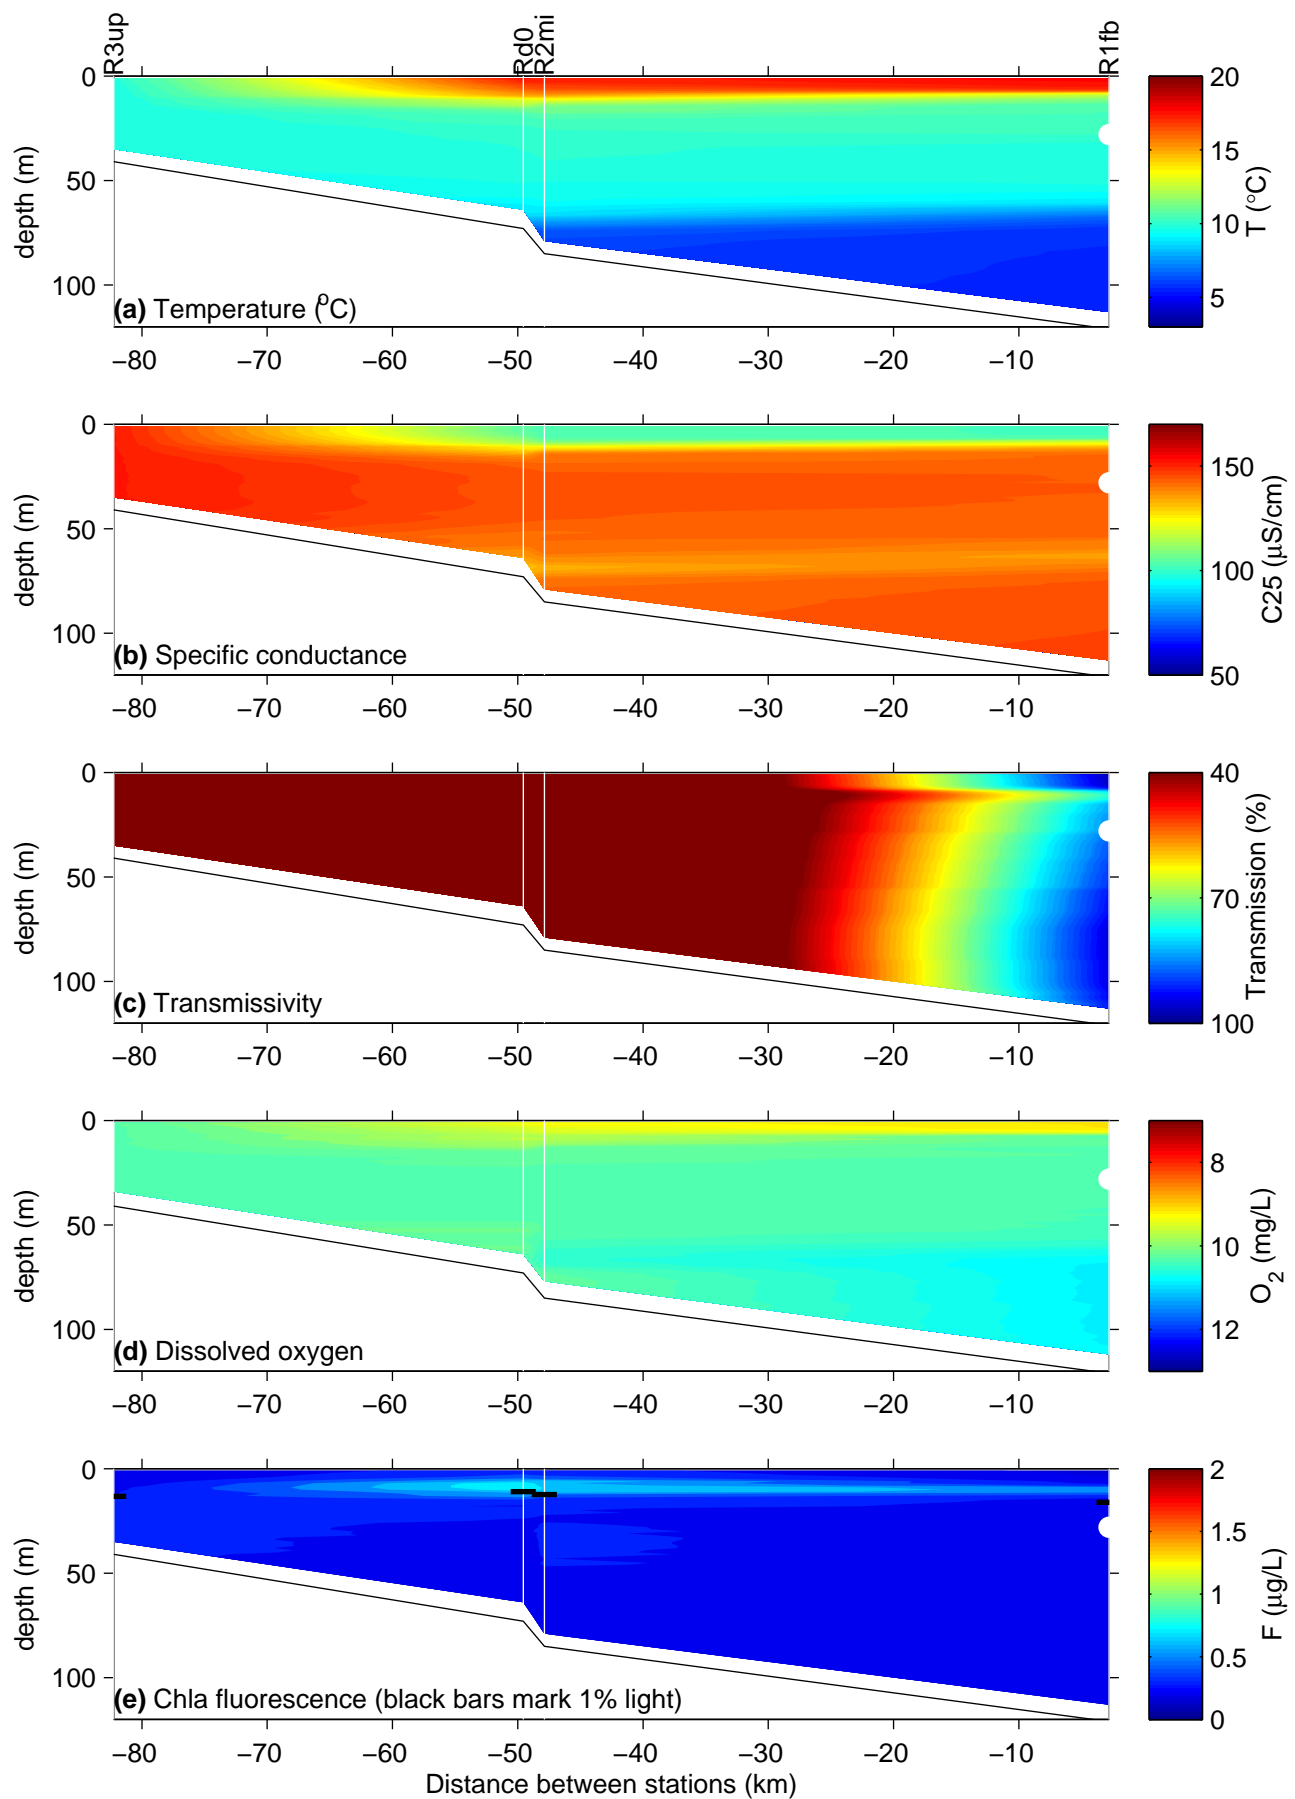 R3up Rd0 R2mi R1fb
0
50
100
depth (m)
(a) Temperature (°C)
−80 −70 −60 −50 −40 −30 −20 −10
20
15
10
5
T (°C)
0
50
100
depth (m)
(b) Specific conductance
−80 −70 −60 −50 −40 −30 −20 −10
150
100
50
C25 (µS/cm)
0
50
100
depth (m)
(c) Transmissivity
−80 −70 −60 −50 −40 −30 −20 −10
40
70
100
Transmission (%)
0
50
100
depth (m)
(d) Dissolved oxygen
−80 −70 −60 −50 −40 −30 −20 −10
8
10
12
O2 (mg/L)
0
50
100
depth (m)
(e) Chla fluorescence (black bars mark 1% light)
−80 −70 −60 −50 −40 −30 −20 −10
Distance between stations (km)
2
1.5
1
0.5
0
F (µg/L)